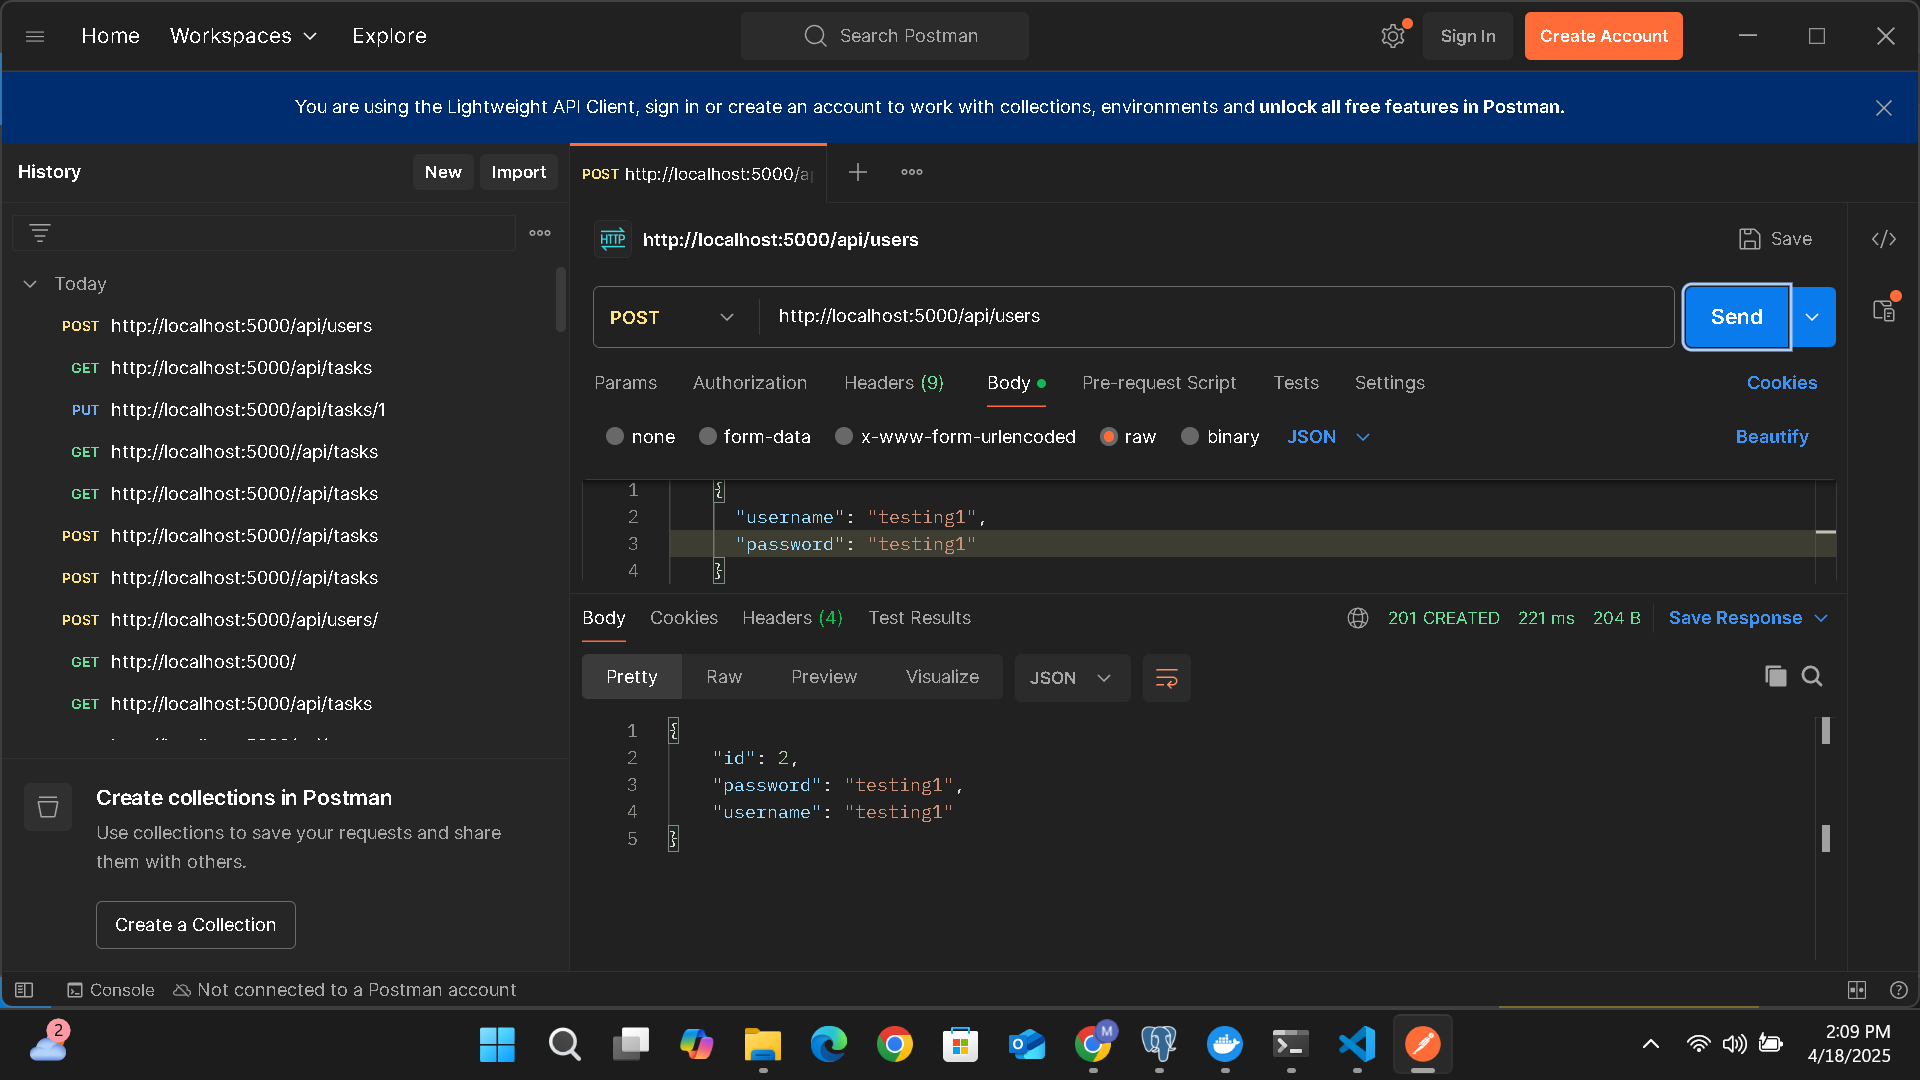 Home Workspaces Explore Search Postman Sign In Create Account
You are using the Lightweight API Client, sign in or create an account to work with collections, environments and unlock all free features in Postman.
History New Import
POST http://localhost:5000/a
HTTP http://localhost:5000/api/users Save </>
Today
POST http://localhost:5000/api/users
GET http://localhost:5000/api/tasks
PUT http://localhost:5000/api/tasks/1
GET http://localhost:5000//api/tasks
GET http://localhost:5000//api/tasks
POST http://localhost:5000//api/tasks
POST http://localhost:5000//api/tasks
POST http://localhost:5000/api/users/
GET http://localhost:5000/
GET http://localhost:5000/api/tasks
Create collections in Postman
Use collections to save your requests and share
them with others.
Create a Collection
POST http://localhost:5000/api/users Send
Params Authorization Headers (9) Body Pre-request Script Tests Settings Cookies
none form-data x-www-form-urlencoded raw binary JSON Beautify
1 {
2 "username": "testing1",
3 "password": "testing1"
4 }
Body Cookies Headers (4) Test Results 201 CREATED 221 ms 204 B Save Response
Pretty Raw Preview Visualize JSON
1 {
2 "id": 2,
3 "password": "testing1",
4 "username": "testing1"
5 }
Console Not connected to a Postman account
2
M
2:09 PM
4/18/2025